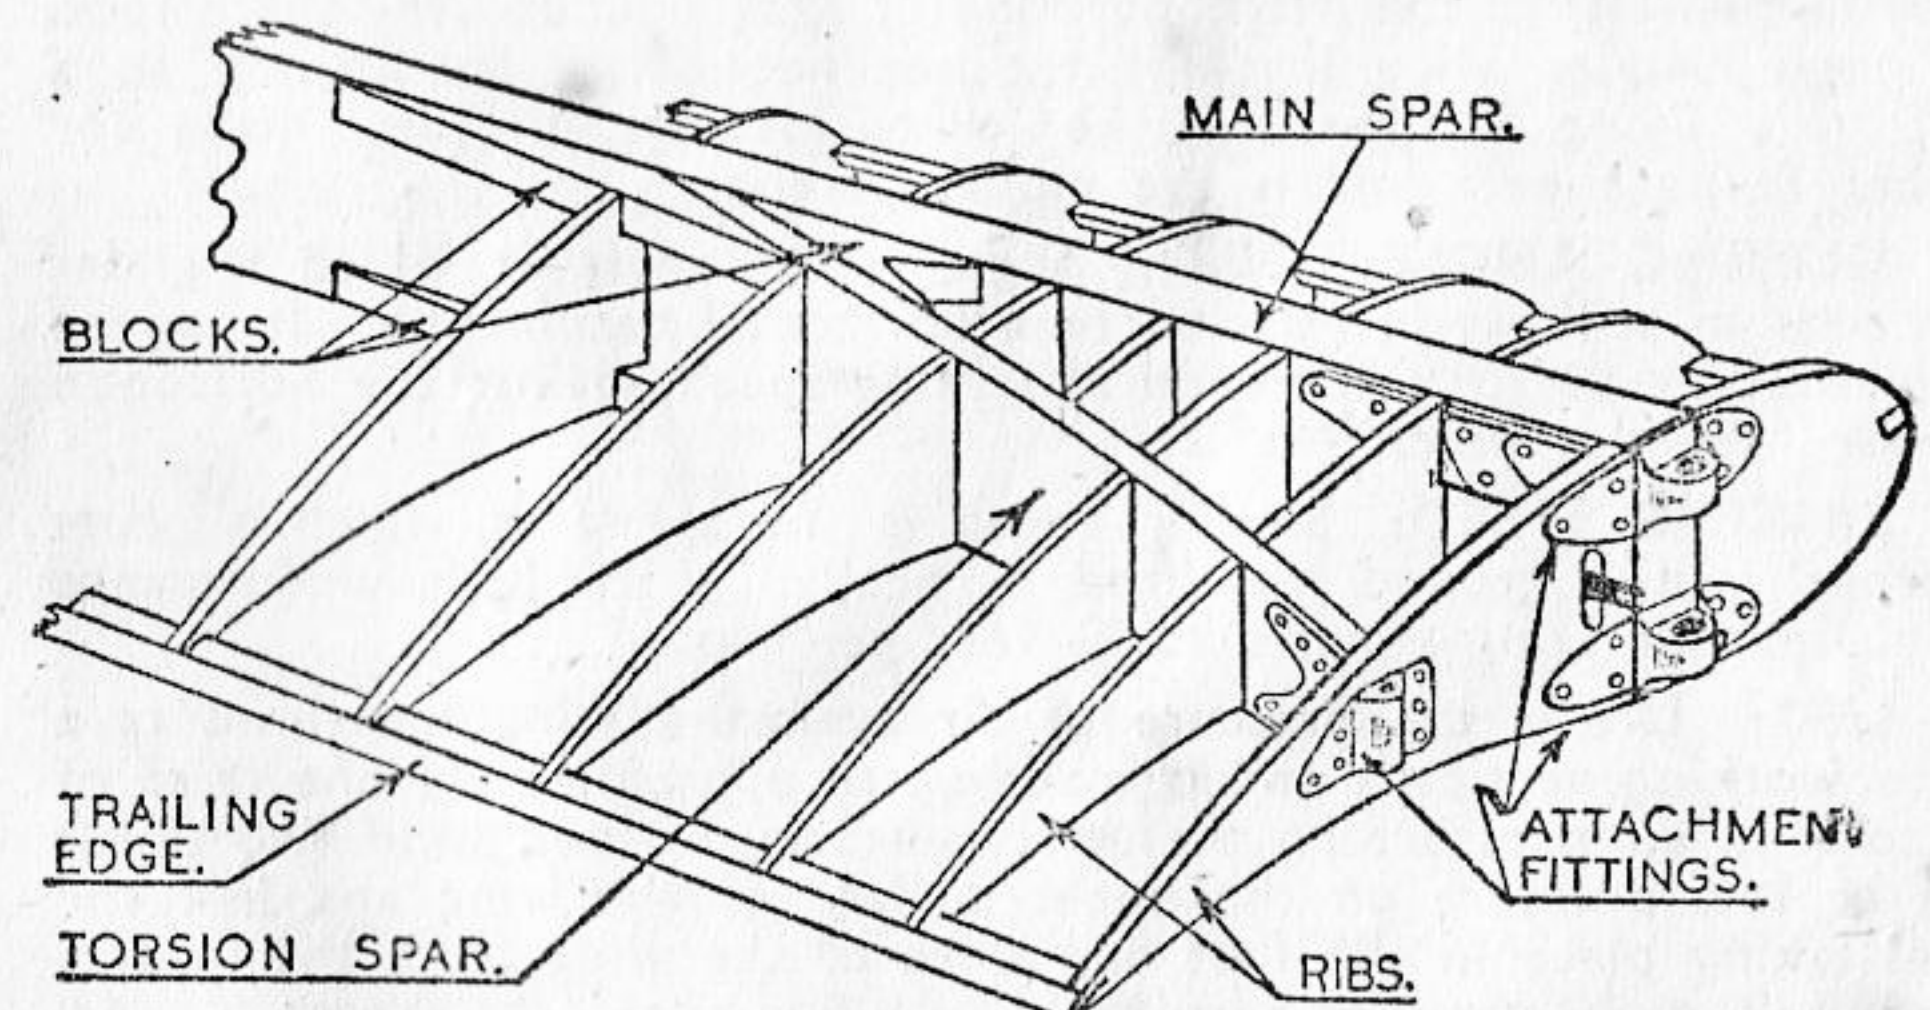 MAIN SPAR.
BLOCKS.
TRAILING
EDGE.
TORSION SPAR.
ATTACHMENT
FITTINGS.
RIBS.